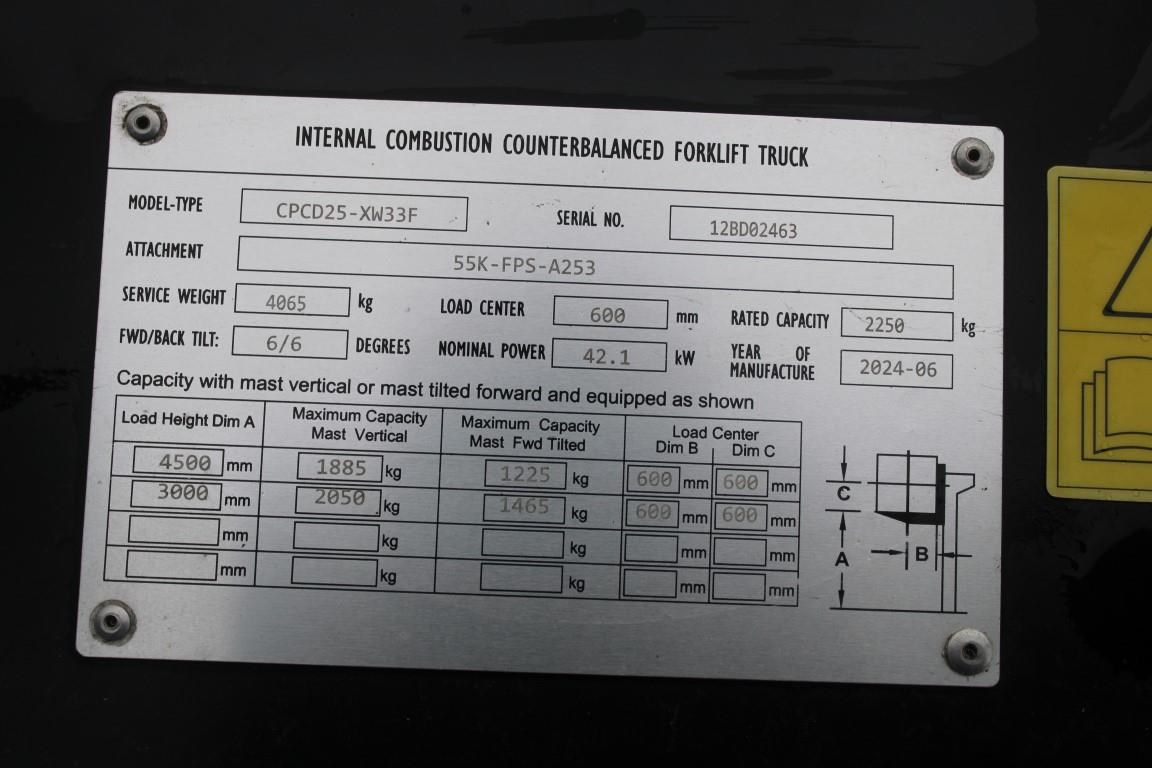 INTERNAL COMBUSTION COUNTERBALANCED FORKLIFT TRUCK
MODEL-TYPE CPCD25-XW33F SERIAL NO. 12BD02463
ATTACHMENT 55K-FPS-A253
SERVICE WEIGHT 4065 kg LOAD CENTER 600 mm RATED CAPACITY 2250 kg
FWD/BACK TILT: 6/6 DEGREES NOMINAL POWER 42.1 kW YEAR OF MANUFACTURE 2024-06
Capacity with mast vertical or mast tilted forward and equipped as shown
Load Height Dim A Maximum Capacity Mast Vertical Maximum Capacity Mast Fwd Tilted Load Center Dim B Dim C
4500 mm 1885 kg 1225 kg 600 mm 600 mm
3000 mm 2050 kg 1465 kg 600 mm 600 mm
mm kg kg mm mm
mm kg kg mm mm
C
A
B